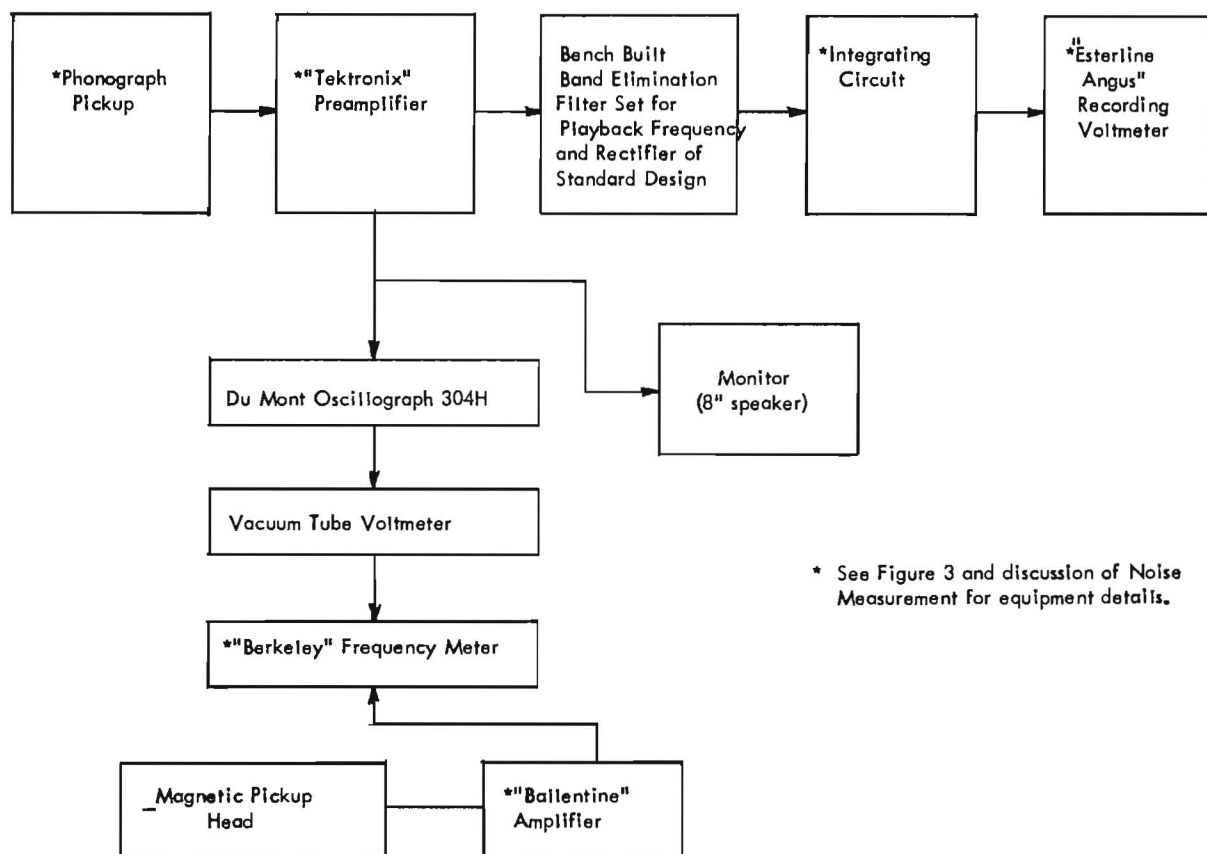 *Phonograph
Pickup
*"Tektronix"
Preamplifier
Bench Built
Band Elimination
Filter Set for
Playback Frequency
and Rectifier of
Standard Design
*Integrating
Circuit
*"Esterline
Angus"
Recording
Voltmeter
Du Mont Oscillograph 304H
Monitor
(8" speaker)
Vacuum Tube Voltmeter
* See Figure 3 and discussion of Noise
Measurement for equipment details.
*"Berkeley" Frequency Meter
_Magnetic Pickup
Head
*"Ballentine"
Amplifier